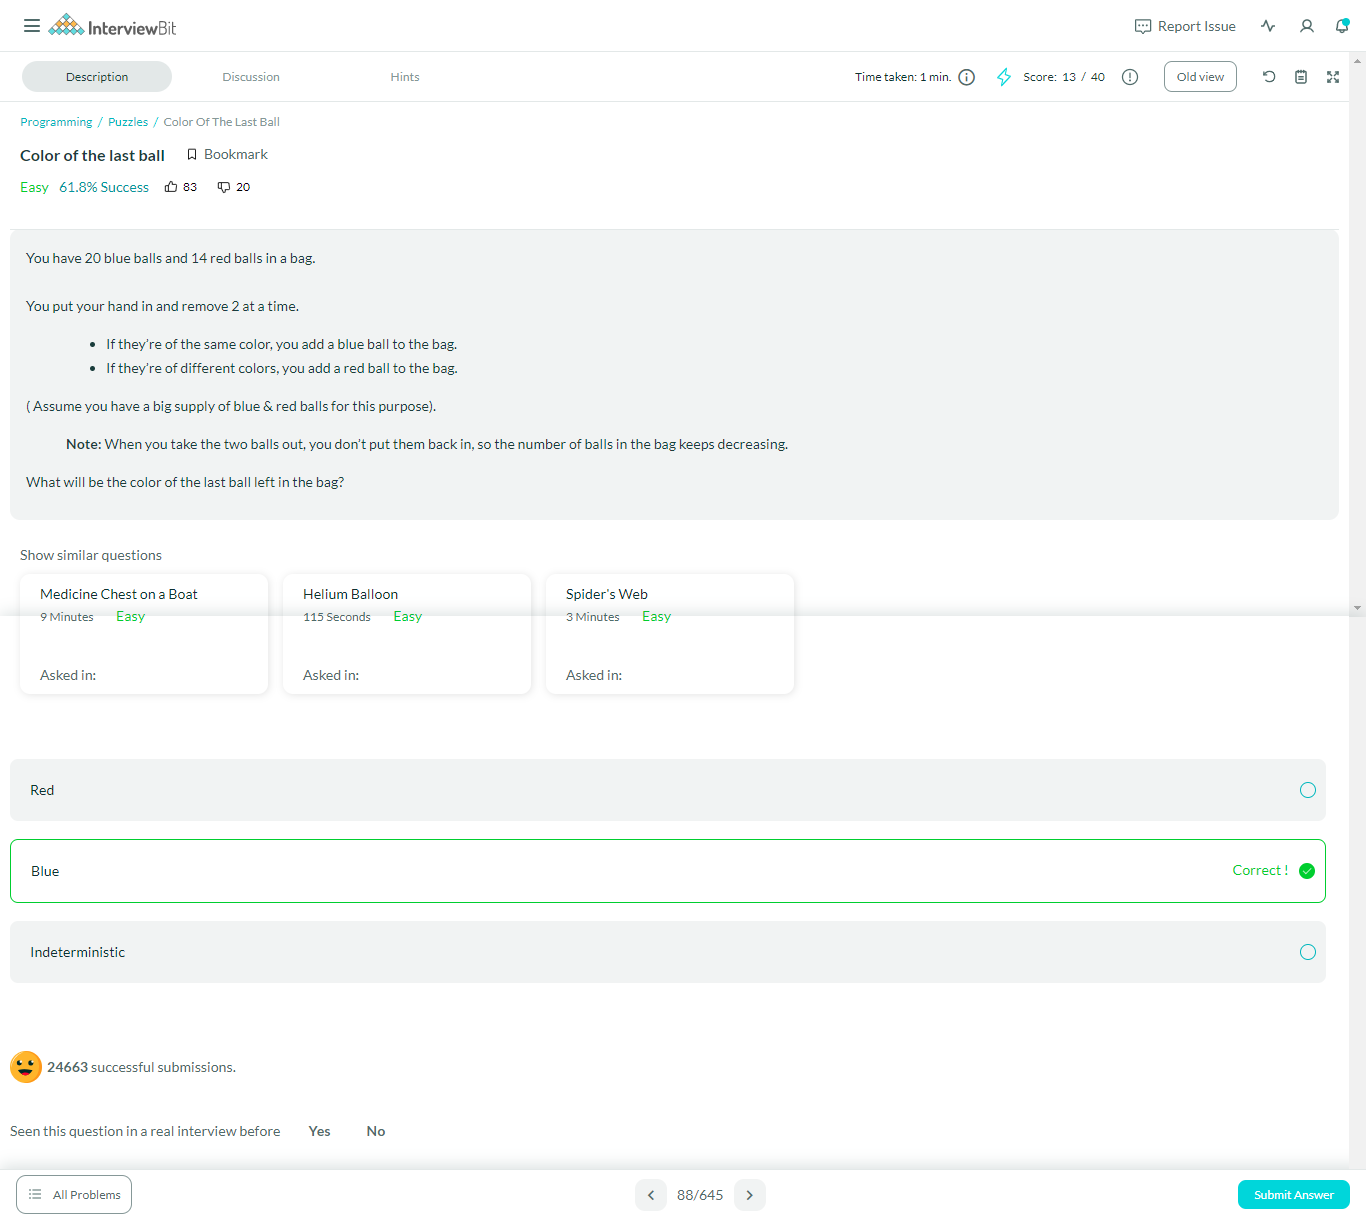 InterviewBit
Report Issue
Description
Discussion
Hints
Time taken: 1 min.
Score: 13 / 40
Old view
Programming / Puzzles / Color Of The Last Ball
Color of the last ball
Bookmark
Easy 61.8% Success 83 20
You have 20 blue balls and 14 red balls in a bag.
You put your hand in and remove 2 at a time.
• If they’re of the same color, you add a blue ball to the bag.
• If they’re of different colors, you add a red ball to the bag.
( Assume you have a big supply of blue & red balls for this purpose).
Note: When you take the two balls out, you don’t put them back in, so the number of balls in the bag keeps decreasing.
What will be the color of the last ball left in the bag?
Show similar questions
Medicine Chest on a Boat
9 Minutes Easy
Asked in:
Helium Balloon
115 Seconds Easy
Asked in:
Spider's Web
3 Minutes Easy
Asked in:
Red
Blue
Correct !
Indeterministic
24663 successful submissions.
Seen this question in a real interview before Yes No
All Problems
88/645
Submit Answer